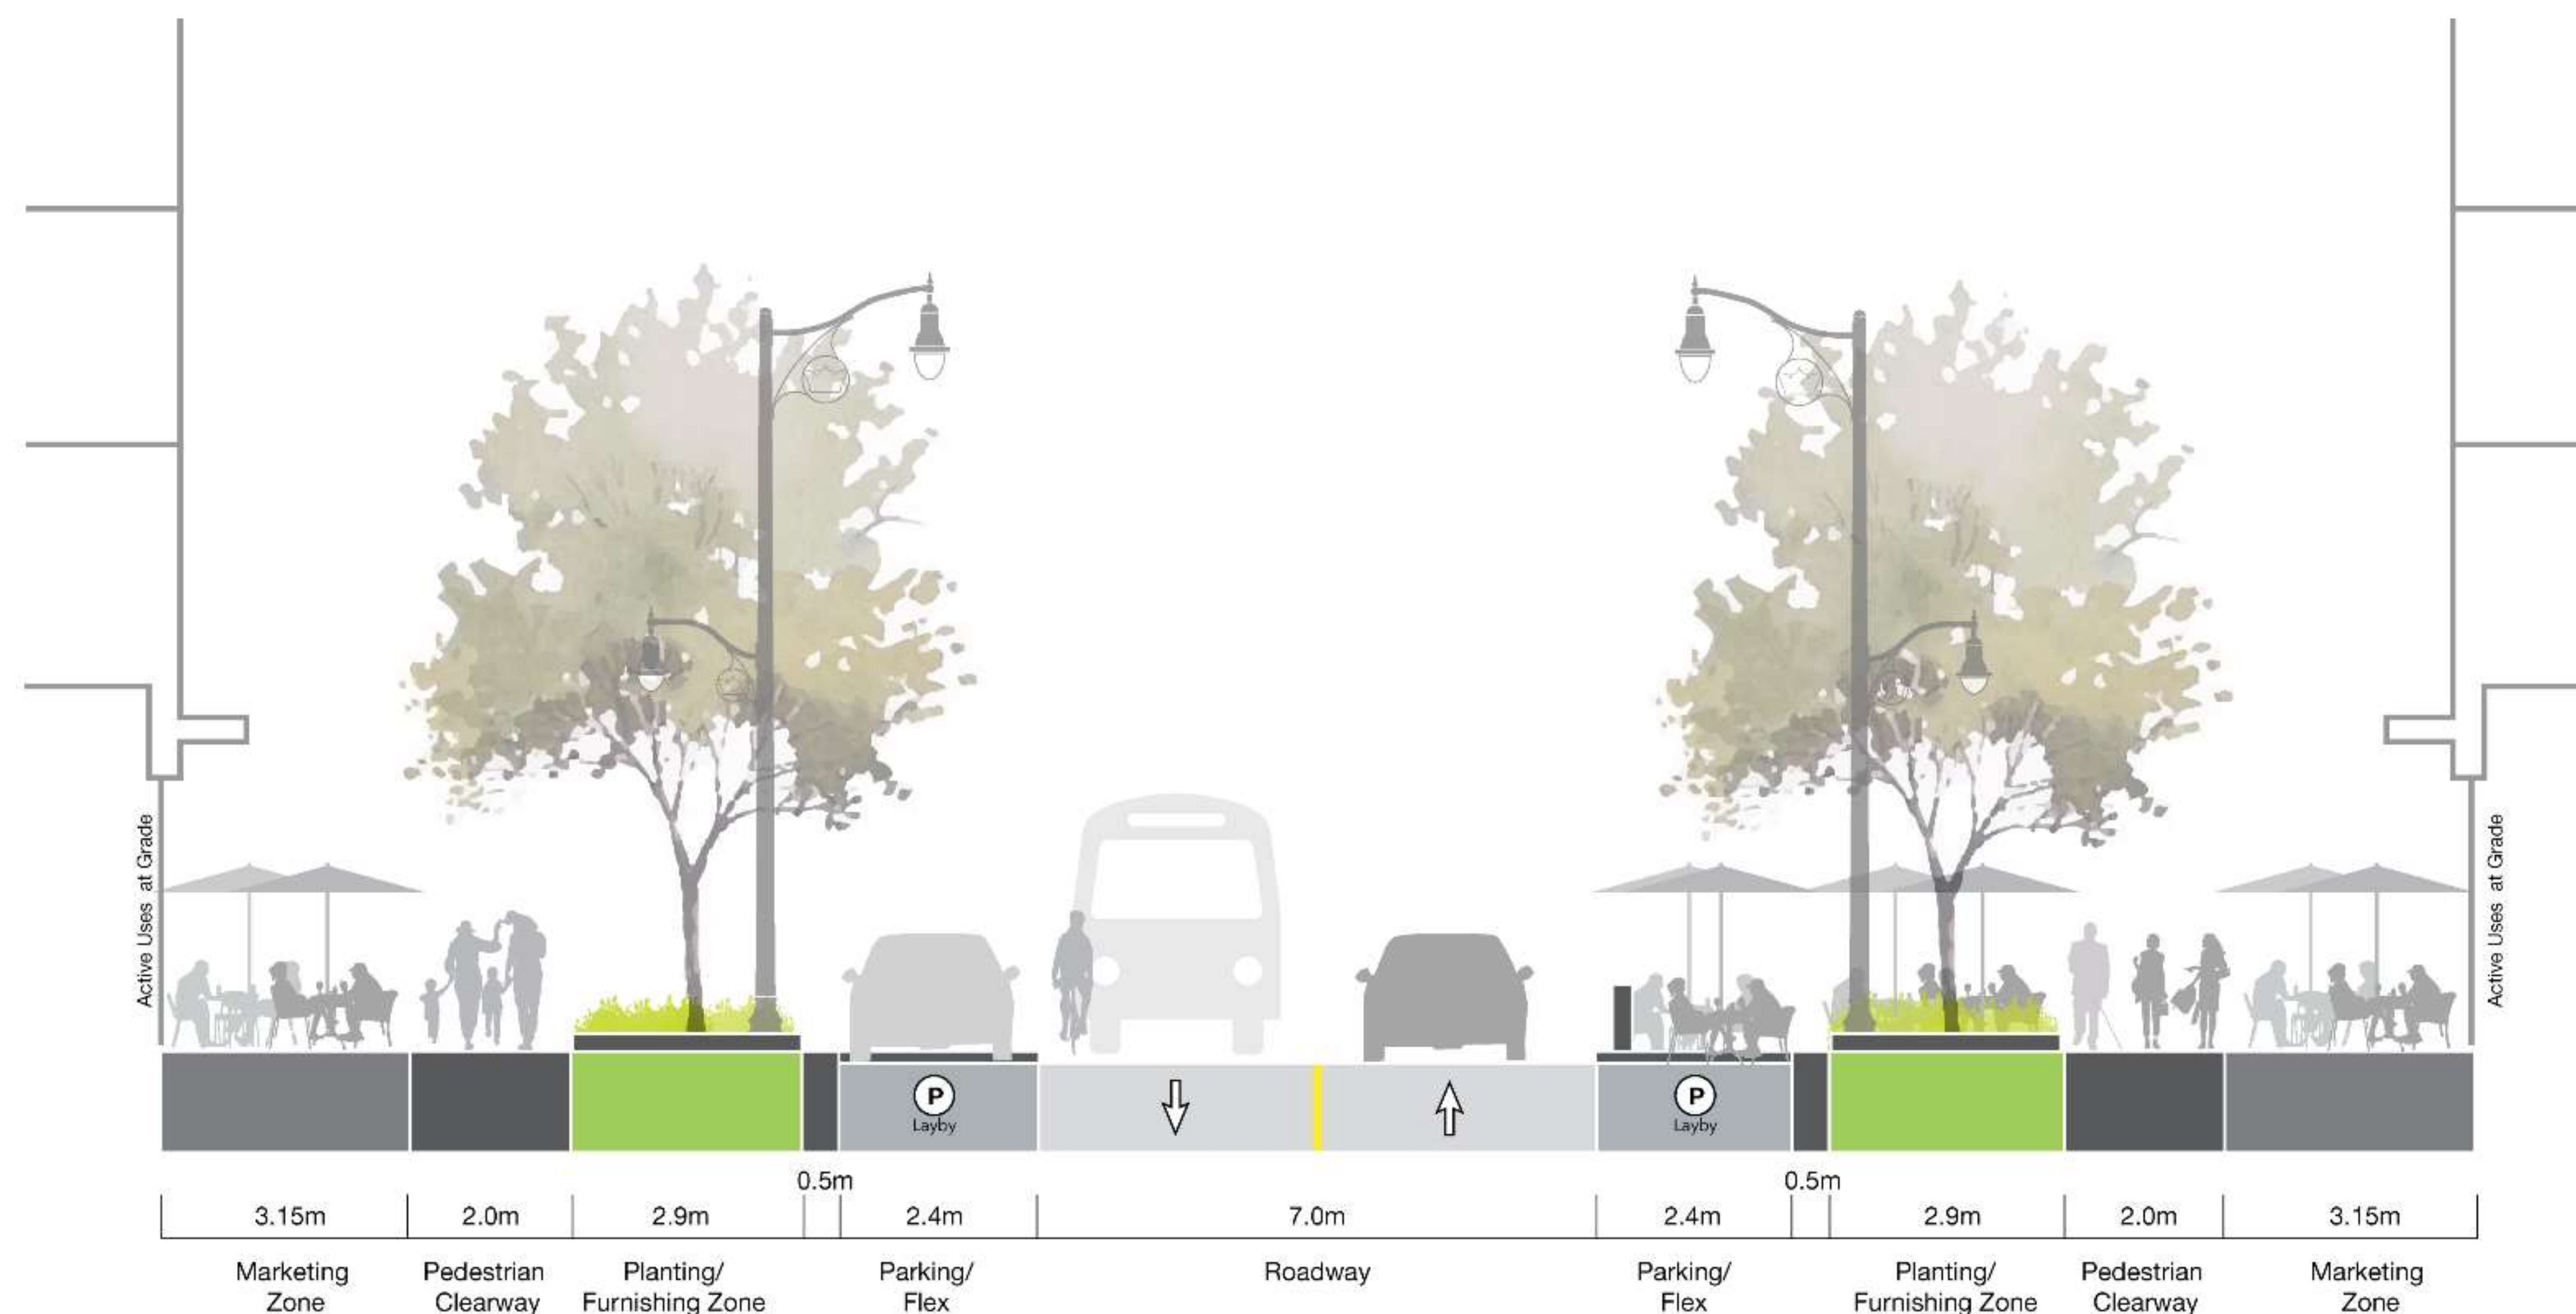 Active Uses at Grade
Active Uses at Grade
P
Layby
P
Layby
0.5m
0.5m
3.15m
2.0m
2.9m
2.4m
7.0m
2.4m
2.9m
2.0m
3.15m
Marketing
Zone
Pedestrian
Clearway
Planting/
Furnishing Zone
Parking/
Flex
Roadway
Parking/
Flex
Planting/
Furnishing Zone
Pedestrian
Clearway
Marketing
Zone